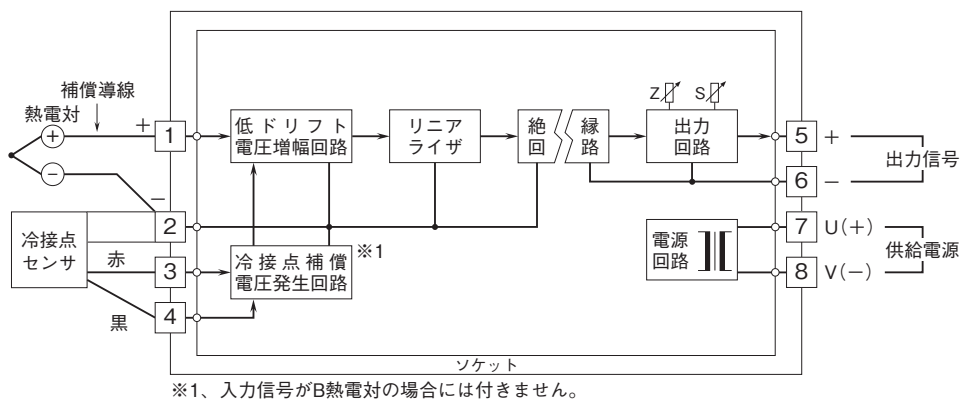 補償導線
熱電対
+
−
+
−
1
2
3
4
冷接点
センサ
赤
黒
低ドリフト
電圧増幅回路
リニア
ライザ
絶縁
回路
Z
S
出力
回路
冷接点補償
電圧発生回路
※1
電源
回路
5
+
6
−
出力信号
7
U(+)
8
V(−)
供給電源
ソケット
※1、入力信号がB熱電対の場合には付きません。